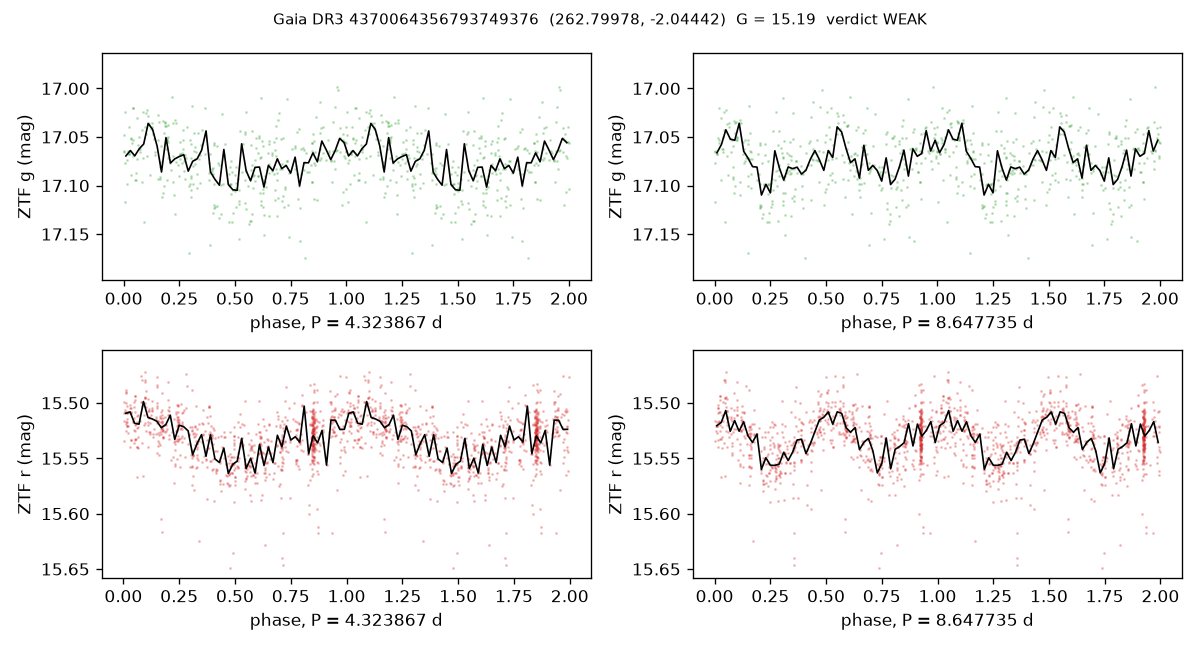 Gaia DR3 4370064356793749376  (262.79978, -2.04442)  G = 15.19  verdict WEAK
ZTF g (mag)
17.00
17.05
17.10
17.15
0.00 0.25 0.50 0.75 1.00 1.25 1.50 1.75 2.00
phase, P = 4.323867 d
ZTF g (mag)
17.00
17.05
17.10
17.15
0.00 0.25 0.50 0.75 1.00 1.25 1.50 1.75 2.00
phase, P = 8.647735 d
ZTF r (mag)
15.50
15.55
15.60
15.65
0.00 0.25 0.50 0.75 1.00 1.25 1.50 1.75 2.00
phase, P = 4.323867 d
ZTF r (mag)
15.50
15.55
15.60
15.65
0.00 0.25 0.50 0.75 1.00 1.25 1.50 1.75 2.00
phase, P = 8.647735 d